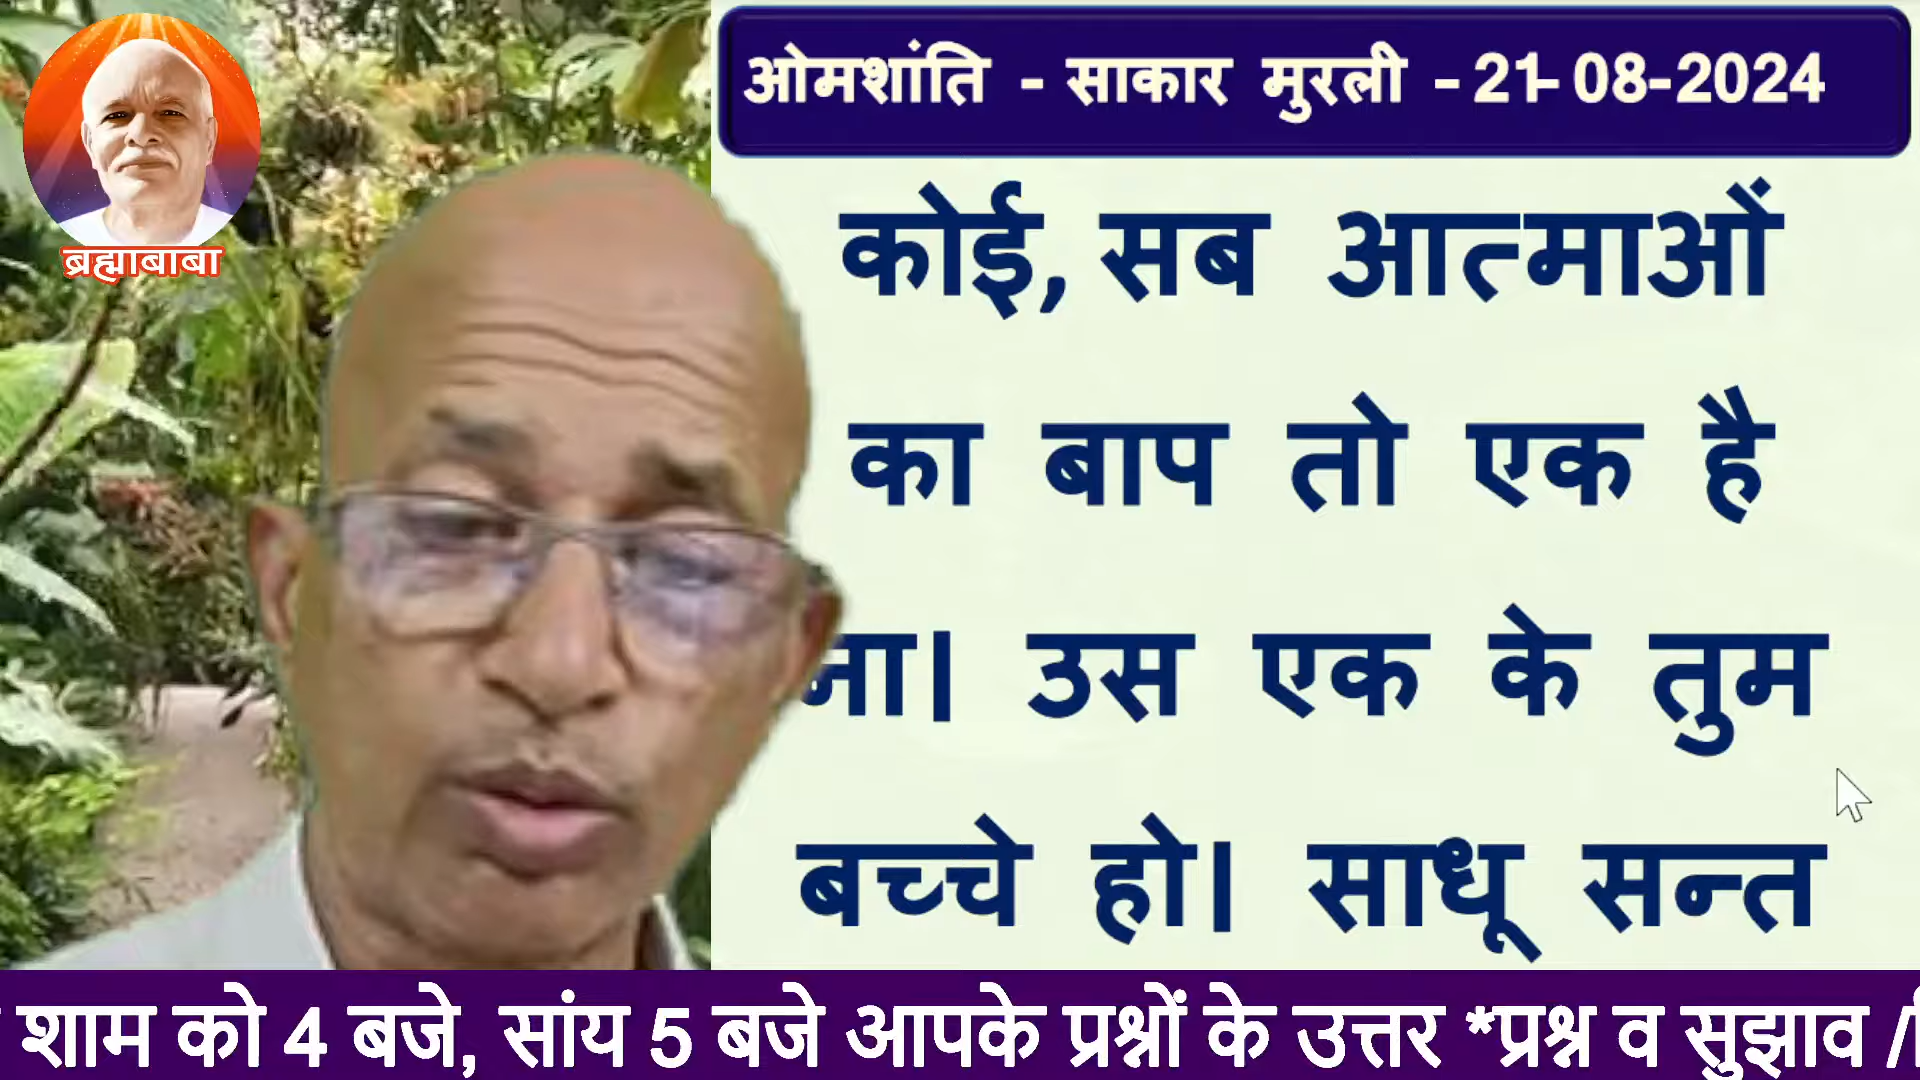 ब्रह्माबाबा
ओमशांति - साकार मुरली - 21- 08-2024
कोई, सब आत्माओं
का बाप तो एक है
ना। उस एक के तुम
बच्चे हो। साधू सन्त
शाम को 4 बजे, सांय 5 बजे आपके प्रश्नों के उत्तर *प्रश्न व सुझाव /